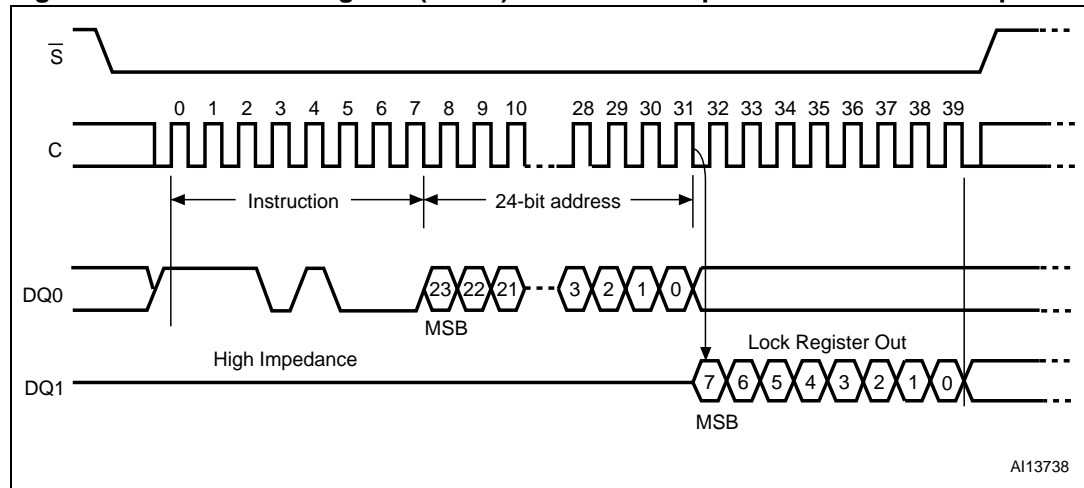 S
0 1 2 3 4 5 6 7 8 9 10 28 29 30 31 32 33 34 35 36 37 38 39
C
Instruction 24-bit address
DQ0 23 22 21 3 2 1 0
MSB
High Impedance Lock Register Out
DQ1 7 6 5 4 3 2 1 0
MSB
AI13738